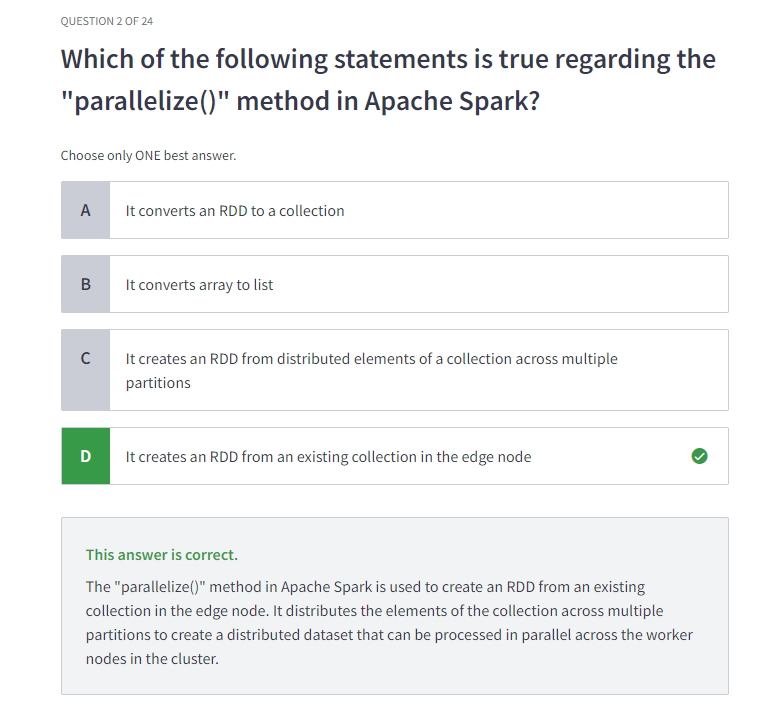 QUESTION 2 OF 24
Which of the following statements is true regarding the
"parallelize()" method in Apache Spark?
Choose only ONE best answer.
A It converts an RDD to a collection
B It converts array to list
C It creates an RDD from distributed elements of a collection across multiple
partitions
D It creates an RDD from an existing collection in the edge node
This answer is correct.
The "parallelize()" method in Apache Spark is used to create an RDD from an existing
collection in the edge node. It distributes the elements of the collection across multiple
partitions to create a distributed dataset that can be processed in parallel across the worker
nodes in the cluster.